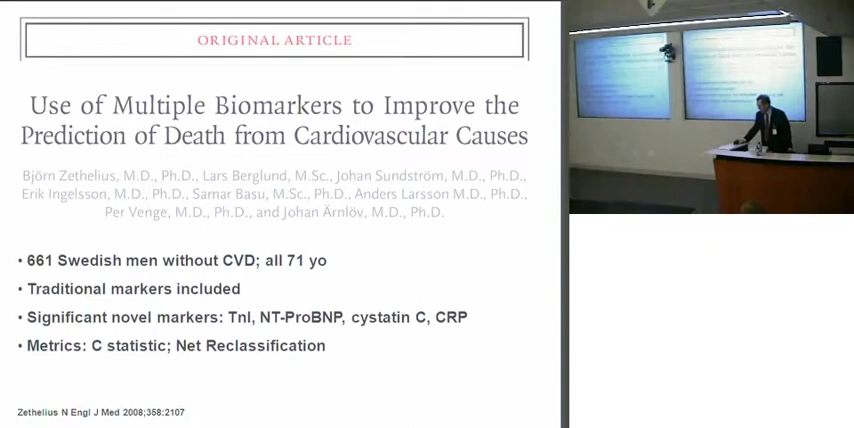 ORIGINAL ARTICLE
Use of Multiple Biomarkers to Improve the
Prediction of Death from Cardiovascular Causes
Björn Zethelius, M.D., Ph.D., Lars Berglund, M.Sc., Johan Sundström, M.D., Ph.D.,
Erik Ingelsson, M.D., Ph.D., Samar Basu, M.Sc., Ph.D., Anders Larsson M.D., Ph.D.,
Per Venge, M.D., Ph.D., and Johan Ärnlöv, M.D., Ph.D.
• 661 Swedish men without CVD; all 71 yo
• Traditional markers included
• Significant novel markers: TnI, NT-ProBNP, cystatin C, CRP
• Metrics: C statistic; Net Reclassification
Zethelius N Engl J Med 2008;358:2107